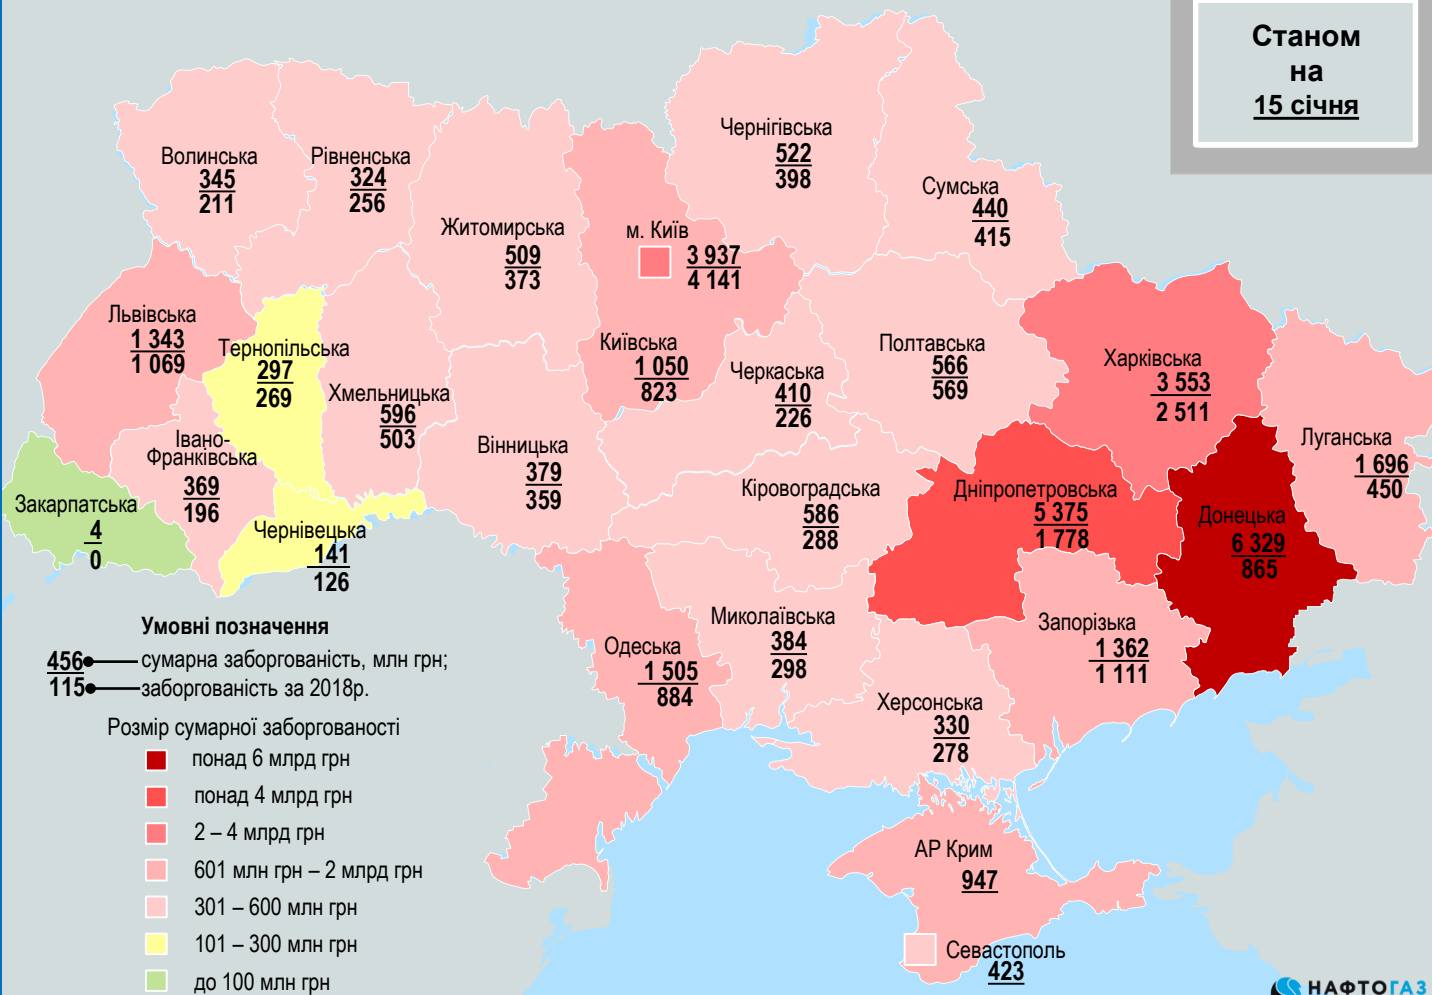 Станом
на
15 січня
Волинська
345
211
Рівненська
324
256
Житомирська
509
373
м. Київ
3 937
4 141
Чернігівська
522
398
Сумська
440
415
Львівська
1 343
1 069
Тернопільська
297
269
Хмельницька
596
503
Київська
1 050
823
Черкаська
410
226
Полтавська
566
569
Харківська
3 553
2 511
Луганська
1 696
450
Івано-
Франківська
369
196
Вінницька
379
359
Кіровоградська
586
288
Дніпропетровська
5 375
1 778
Донецька
6 329
865
Закарпатська
4
0
Чернівецька
141
126
Одеська
1 505
884
Миколаївська
384
298
Запорізька
1 362
1 111
Херсонська
330
278
АР Крим
947
Севастополь
423
Умовні позначення
456
сумарна заборгованість, млн грн;
115
заборгованість за 2018р.
Розмір сумарної заборгованості
понад 6 млрд грн
понад 4 млрд грн
2 – 4 млрд грн
601 млн грн – 2 млрд грн
301 – 600 млн грн
101 – 300 млн грн
до 100 млн грн
НАФТОГАЗ